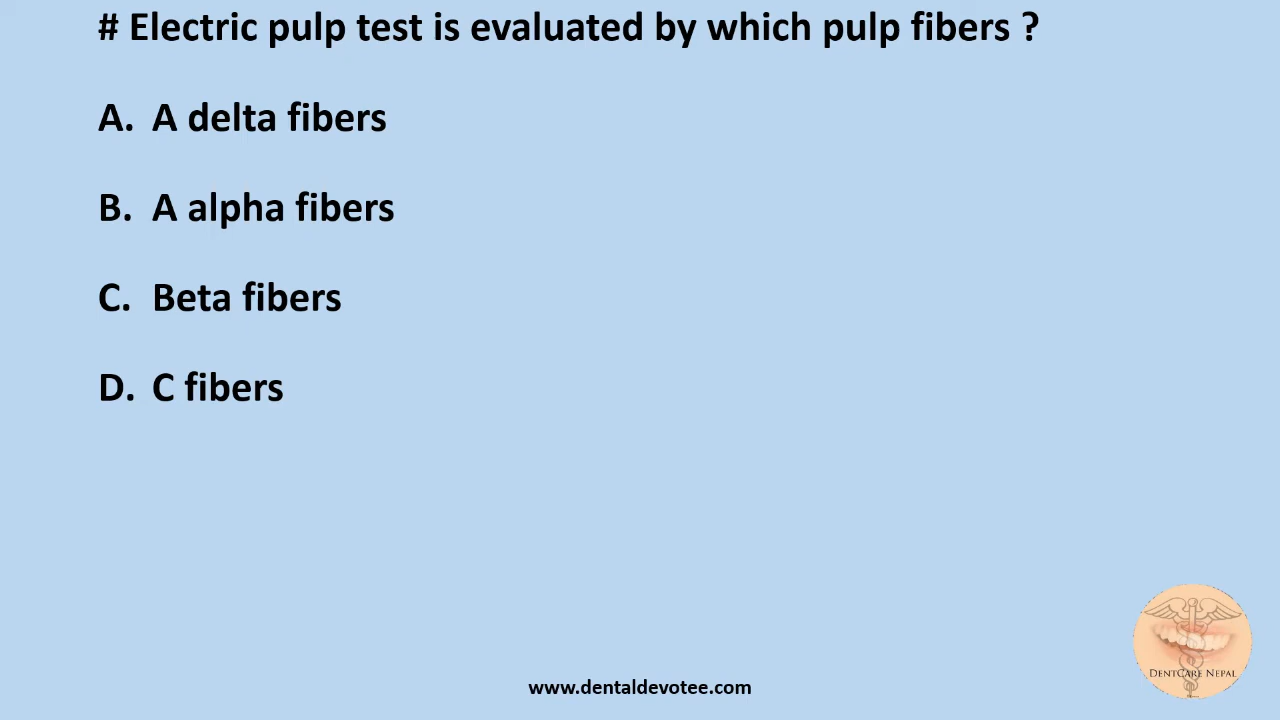 # Electric pulp test is evaluated by which pulp fibers ?
A. A delta fibers
B. A alpha fibers
C. Beta fibers
D. C fibers
DentCare Nepal
www.dentaldevotee.com